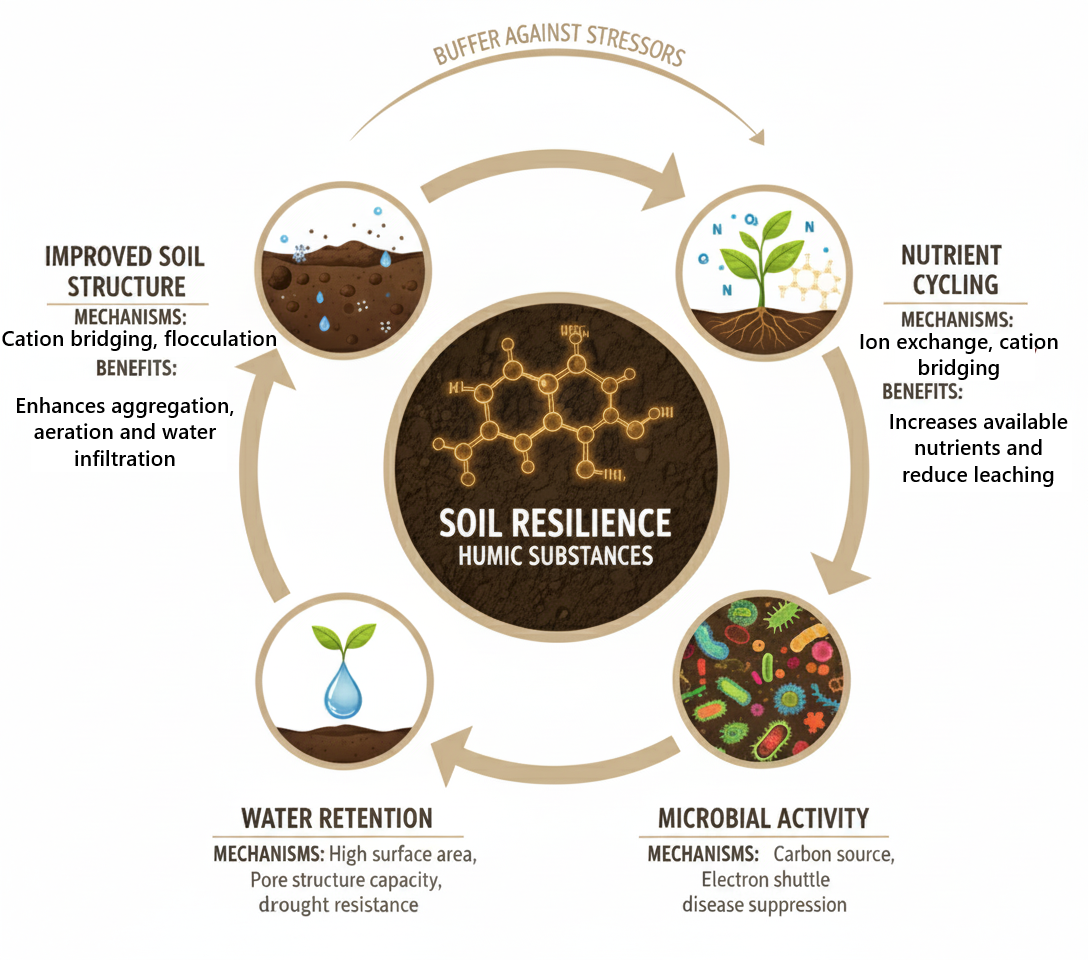 BUFFER AGAINST STRESSORS
IMPROVED SOIL
STRUCTURE
MECHANISMS:
Cation bridging, flocculation
BENEFITS:
Enhances aggregation,
aeration and water
infiltration
N
O₂
N
N
NUTRIENT
CYCLING
MECHANISMS:
Ion exchange, cation
bridging
BENEFITS:
Increases available
nutrients and
reduce leaching
SOIL RESILIENCE
HUMIC SUBSTANCES
WATER RETENTION
MECHANISMS: High surface area,
Pore structure capacity,
drought resistance
MICROBIAL ACTIVITY
MECHANISMS: Carbon source,
Electron shuttle
disease suppression